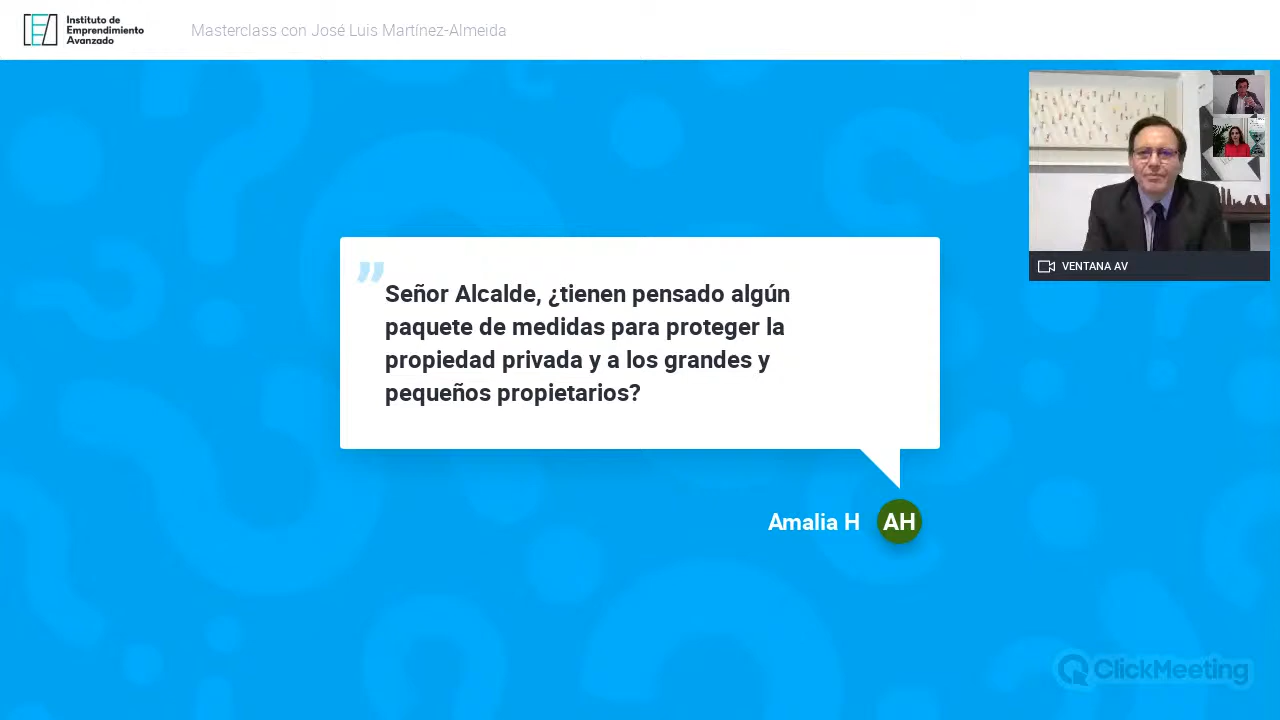 Instituto de
Emprendimiento
Avanzado
Masterclass con José Luis Martínez-Almeida
VENTANA AV
”
Señor Alcalde, ¿tienen pensado algún
paquete de medidas para proteger la
propiedad privada y a los grandes y
pequeños propietarios?
Amalia H
AH
ClickMeeting